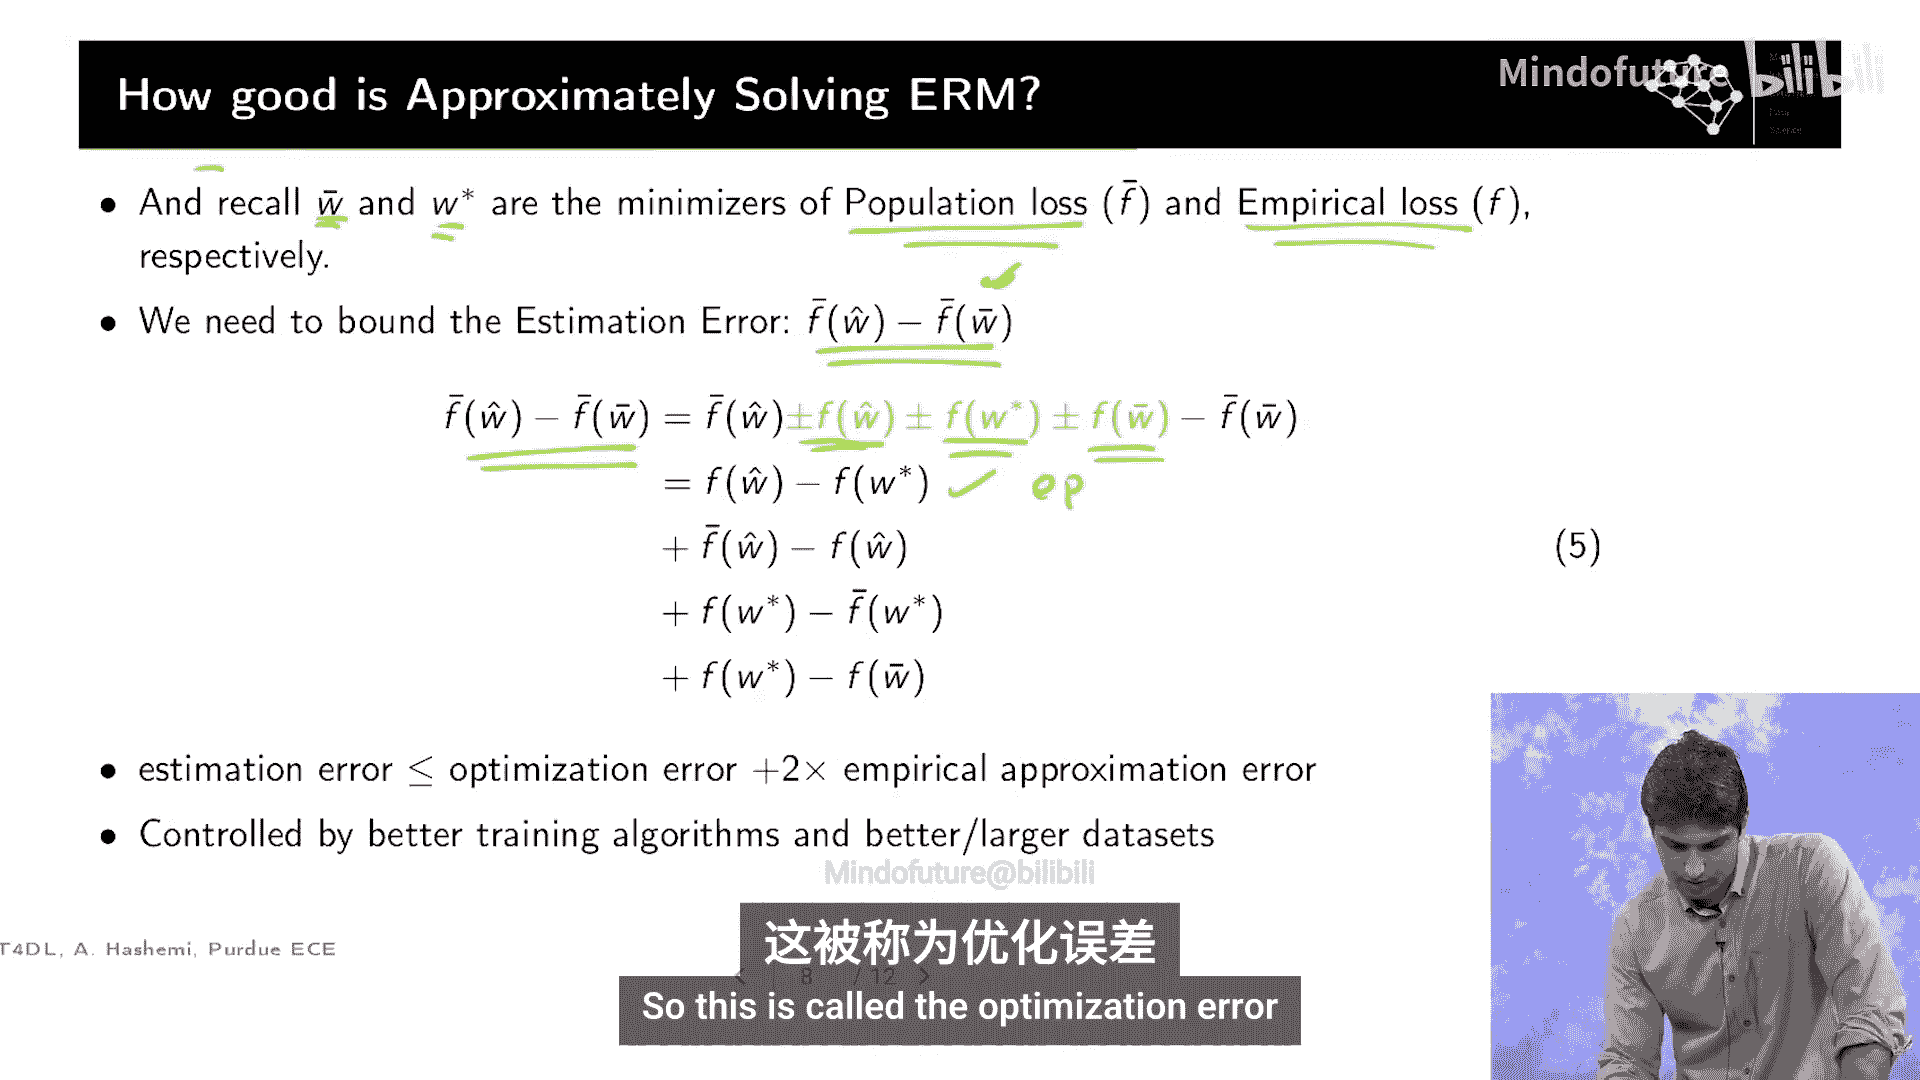 How good is Approximately Solving ERM?
Mindofuture
bilibili
• And recall w̄ and w* are the minimizers of Population loss (f̄) and Empirical loss (f),
respectively.
• We need to bound the Estimation Error: f̄(ŵ) − f̄(w̄)
f̄(ŵ) − f̄(w̄) = f̄(ŵ)±f(ŵ) ± f(w*) ± f(w̄) − f̄(w̄)
= f(ŵ) − f(w*) ✓ op
+ f̄(ŵ) − f(ŵ)
(5)
+ f(w*) − f̄(w*)
+ f(w*) − f(w̄)
• estimation error ≤ optimization error +2× empirical approximation error
• Controlled by better training algorithms and better/larger datasets
Mindofuture@bilibili
T4DL, A. Hashemi, Purdue ECE
这被称为优化误差
< 8 / 12 >
So this is called the optimization error